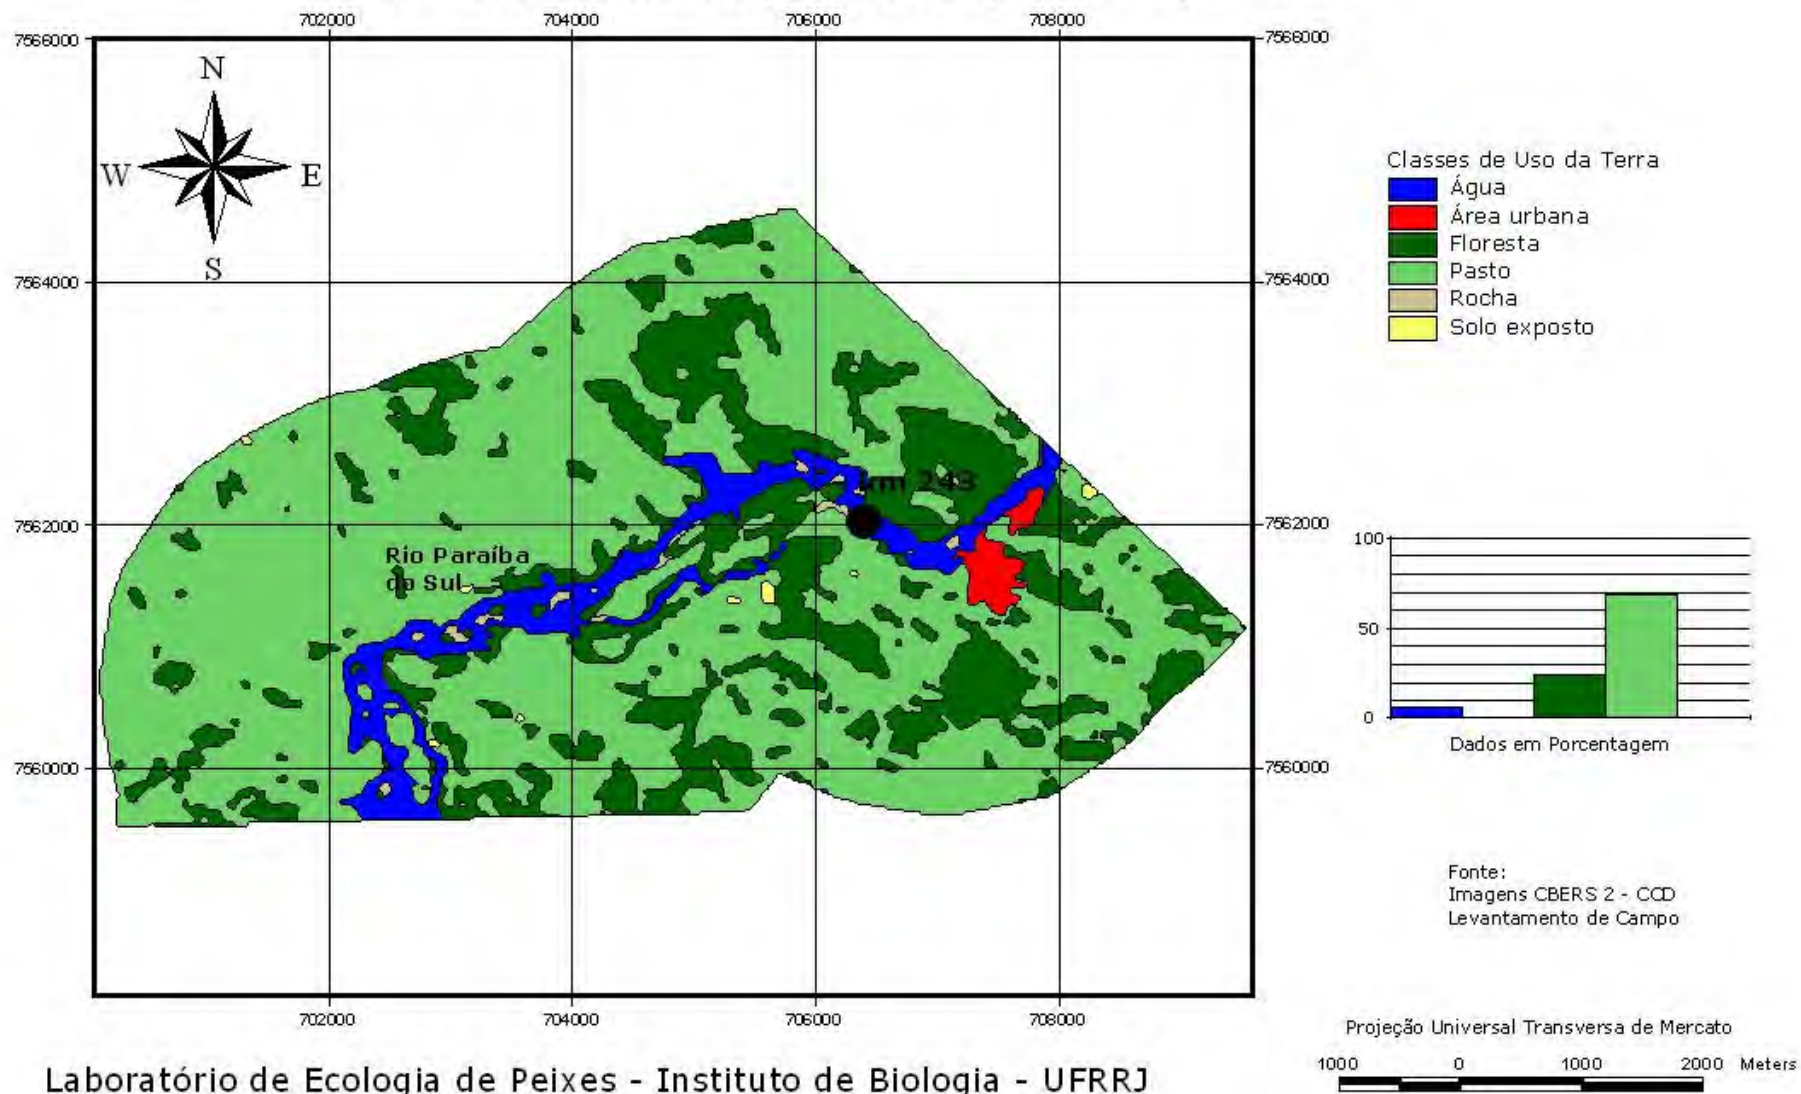 702000 704000 706000 708000
7566000 7566000
N
W E
S
7564000 7564000
Classes de Uso da Terra
Água
Área urbana
Floresta
Pasto
Rocha
Solo exposto
km 243
7562000 7562000
Rio Paraíba
do Sul
100
50
0
Dados em Porcentagem
7560000 7560000
Fonte:
Imagens CBERS 2 - CCD
Levantamento de Campo
702000 704000 706000 708000
Projeção Universal Transversa de Mercato
1000 0 1000 2000 Meters
Laboratório de Ecologia de Peixes - Instituto de Biologia - UFRRJ